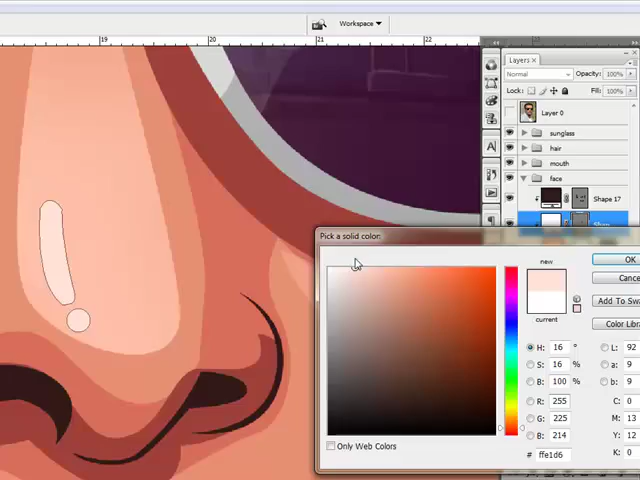 Workspace
19 20 21 22
Layers x
Normal Opacity: 100%
Lock: Fill: 100%
Layer 0
sunglass
hair
mouth
face
Shape 17
Pick a solid color:
new
current
OK
Cance
Add To Swa
Color Libra
H: 16 °
S: 16 %
B: 100 %
R: 255
G: 225
B: 214
L: 92
a: 9
b: 9
C: 0
M: 13
Y: 12
K: 0
Only Web Colors
# ffe1d6